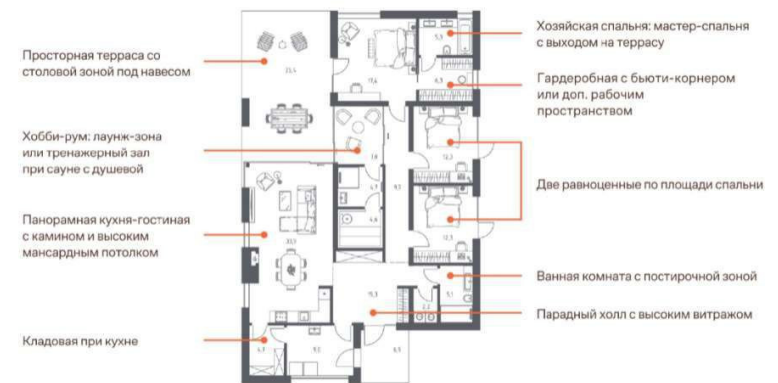 Просторная терраса со
столовой зоной под навесом
Хобби-рум: лаунж-зона
или тренажерный зал
при сауне с душевой
Панорамная кухня-гостиная
с камином и высоким
мансардным потолком
Кладовая при кухне
Хозяйская спальня: мастер-спальня
с выходом на террасу
Гардеробная с бьюти-корнером
или доп. рабочим
пространством
Две равноценные по площади спальни
Ванная комната с постирочной зоной
Парадный холл с высоким витражом